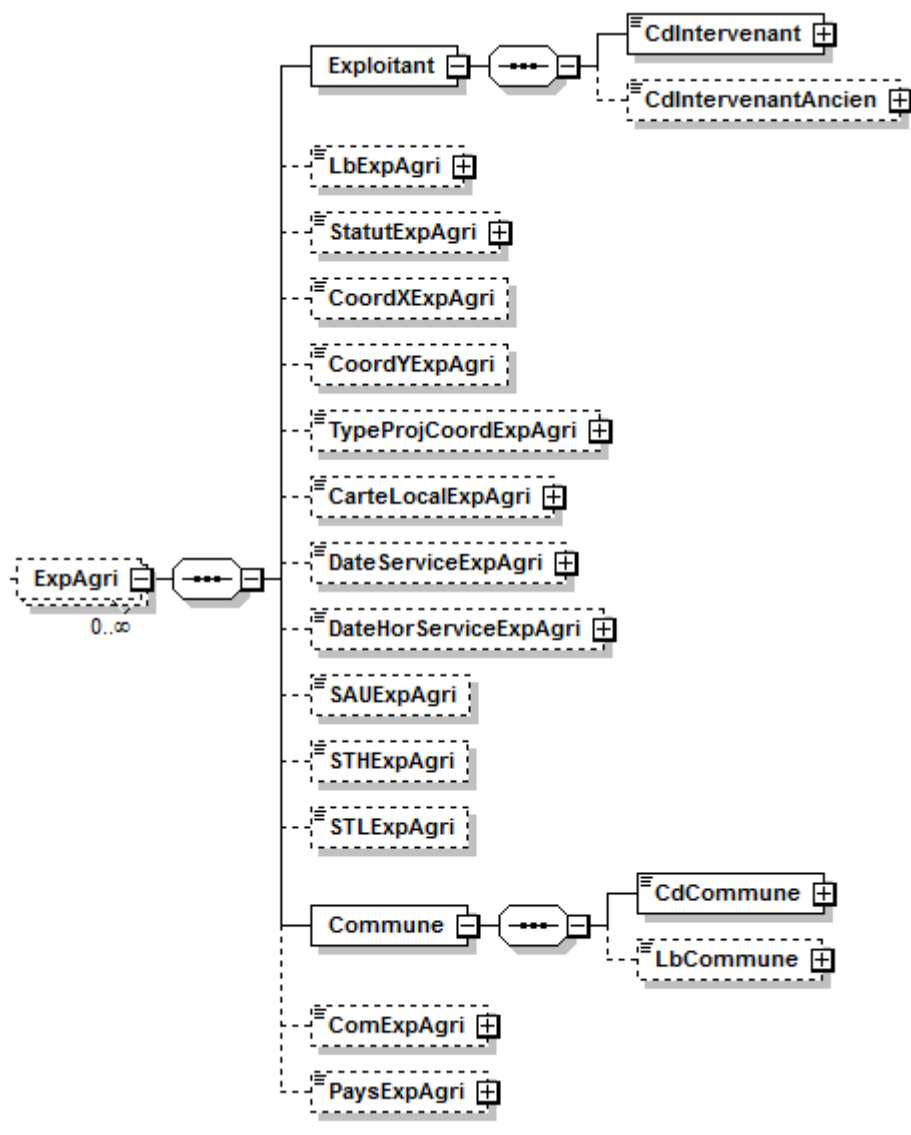 CdIntervenant
Exploitant
CdIntervenantAncien
LbExpAgri
StatutExpAgri
CoordXExpAgri
CoordYExpAgri
TypeProjCoordExpAgri
CarteLocalExpAgri
DateServiceExpAgri
ExpAgri
0..∞
DateHorServiceExpAgri
SAUExpAgri
STHExpAgri
STLExpAgri
CdCommune
Commune
LbCommune
ComExpAgri
PaysExpAgri